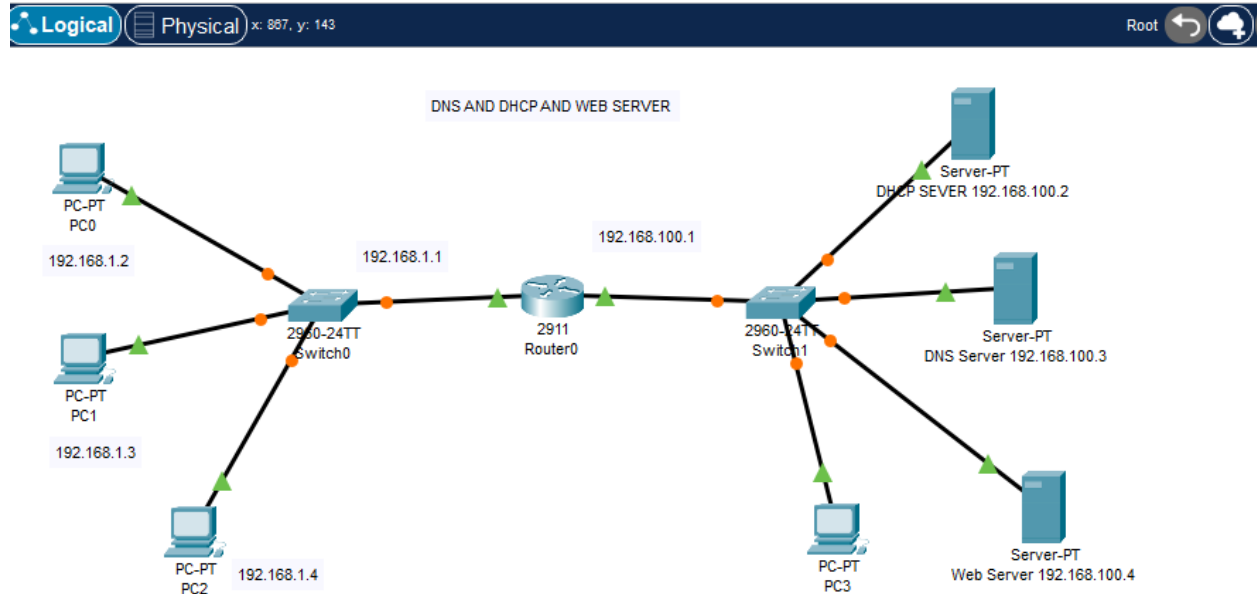 Logical
Physical
x: 867, y: 143
Root
DNS AND DHCP AND WEB SERVER
PC-PT
PC0
192.168.1.2
PC-PT
PC1
192.168.1.3
PC-PT
PC2
192.168.1.4
192.168.1.1
2960-24TT
Switch0
2911
Router0
192.168.100.1
2960-24TT
Switch1
Server-PT
DHCP SEVER 192.168.100.2
Server-PT
DNS Server 192.168.100.3
Server-PT
Web Server 192.168.100.4
PC-PT
PC3